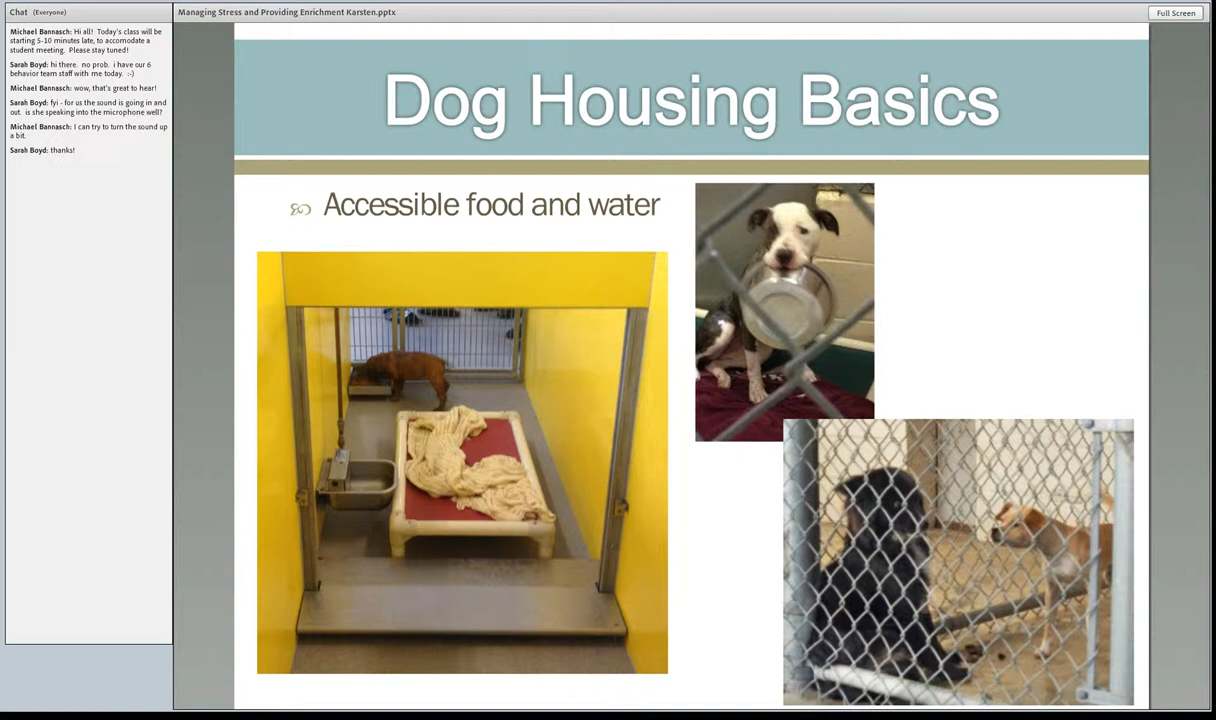 Chat (Everyone)
Managing Stress and Providing Enrichment Karsten.pptx
Full Screen
Michael Bannasch: Hi all! Today's class will be
starting 5-10 minutes late, to accomodate a
student meeting. Please stay tuned!
Sarah Boyd: hi there. no prob. i have our 6
behavior team staff with me today. :-)
Michael Bannasch: wow, that's great to hear!
Sarah Boyd: fyi - for us the sound is going in and
out. is she speaking into the microphone well?
Michael Bannasch: I can try to turn the sound up
a bit.
Sarah Boyd: thanks!
Dog Housing Basics
Accessible food and water